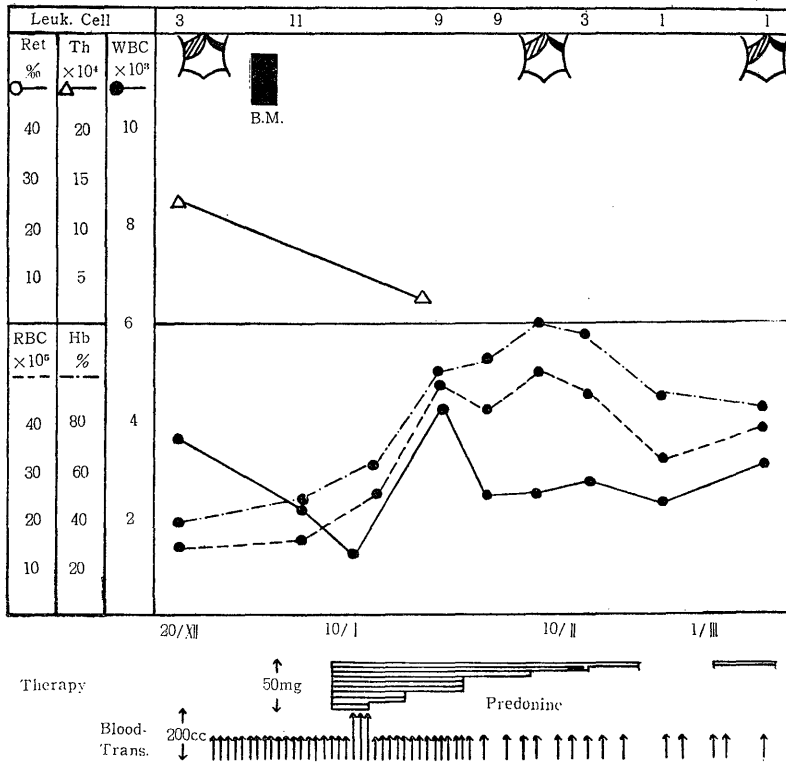 Leuk. Cell 3 11 9 9 3 1 1
Ret Th WBC
‰ ×10⁴ ×10³
B.M.
40 20 10
30 15
20 10 8
10 5
6
RBC Hb
×10⁵ %
40 80 4
30 60
20 40 2
10 20
20/Ⅻ 10/Ⅰ 10/Ⅱ 1/Ⅲ
Therapy 50mg
Predonine
Blood- 200cc
Trans.